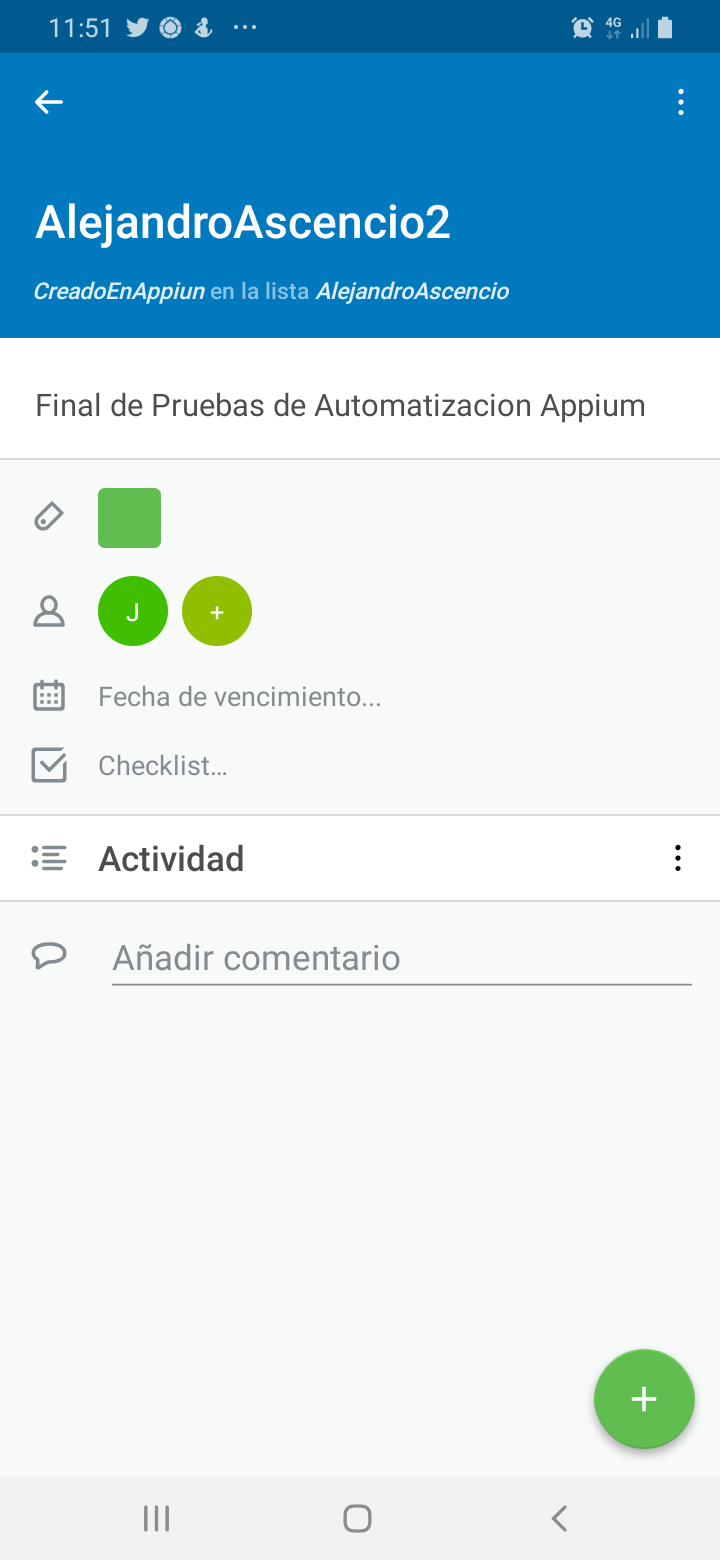 11:51
4G
AlejandroAscencio2
CreadoEnAppiun en la lista AlejandroAscencio
Final de Pruebas de Automatizacion Appium
J +
Fecha de vencimiento...
Checklist...
Actividad
Añadir comentario
+